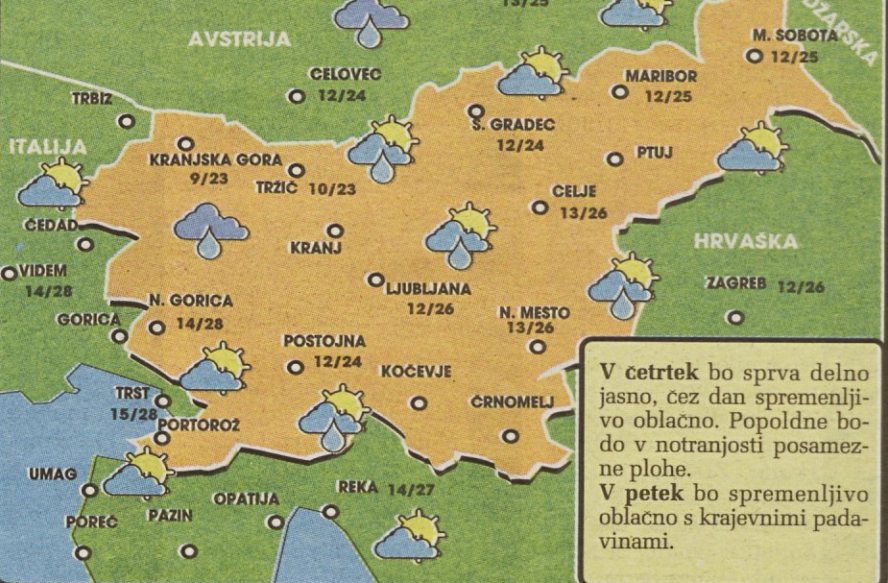 13/25
AVSTRIJA
M. SOBOTA
12/25
CELOVEC
12/24
MARIBOR
12/25
TRBIŽ
S. GRADEC
12/24
ITALIJA
KRANJSKA GORA
9/23
TRŽIČ 10/23
PTUJ
CELJE
13/26
ČEDAD
KRANJ
HRVAŠKA
VIDEM
14/28
LJUBLJANA
12/26
ZAGREB 12/26
N. GORICA
14/28
GORICA
N. MESTO
13/26
POSTOJNA
12/24
KOČEVJE
TRST
15/28
ČRNOMELJ
PORTOROŽ
UMAG
OPATIJA
REKA 14/27
POREČ
PAZIN
V četrtek bo sprva delno
jasno, čez dan spremenlji-
vo oblačno. Popoldne bo-
do v notranjosti posamez-
ne plohe.
V petek bo spremenljivo
oblačno s krajevnimi pada-
vinami.